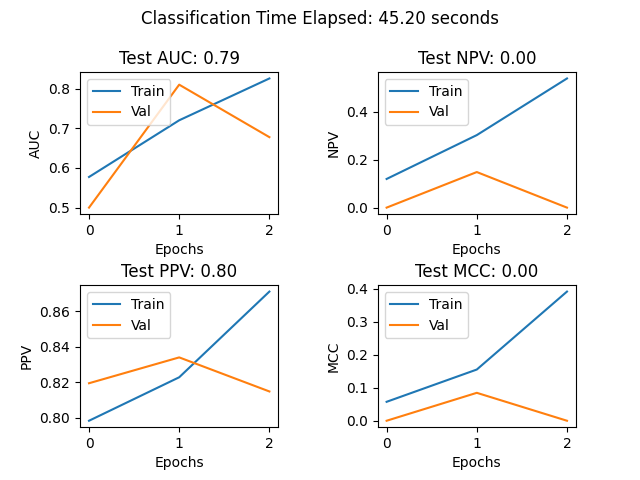 Classification Time Elapsed: 45.20 seconds
Test AUC: 0.79
Train
Val
0.8
0.7
0.6
0.5
AUC
0
1
2
Epochs
Test NPV: 0.00
Train
Val
0.4
0.2
0.0
NPV
0
1
2
Epochs
Test PPV: 0.80
Train
Val
0.86
0.84
0.82
0.80
PPV
0
1
2
Epochs
Test MCC: 0.00
Train
Val
0.4
0.3
0.2
0.1
0.0
MCC
0
1
2
Epochs